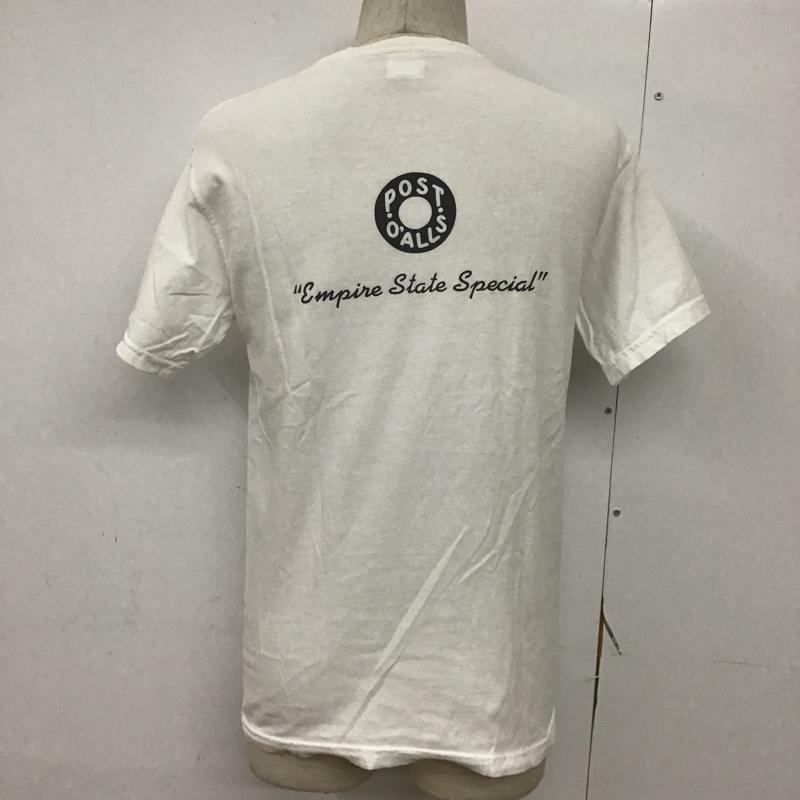 POST
O'ALLS
"Empire State Special"